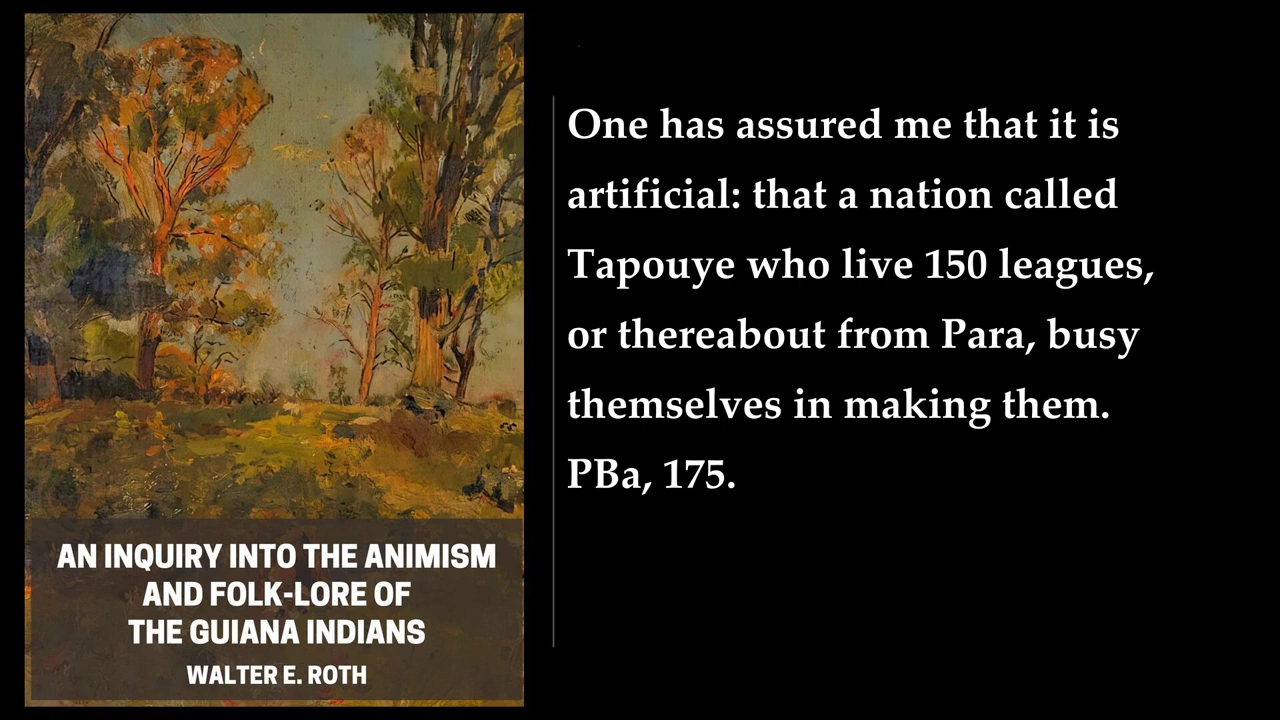 One has assured me that it is
artificial: that a nation called
Tapouye who live 150 leagues,
or thereabout from Para, busy
themselves in making them.
PBa, 175.
AN INQUIRY INTO THE ANIMISM
AND FOLK-LORE OF
THE GUIANA INDIANS
WALTER E. ROTH